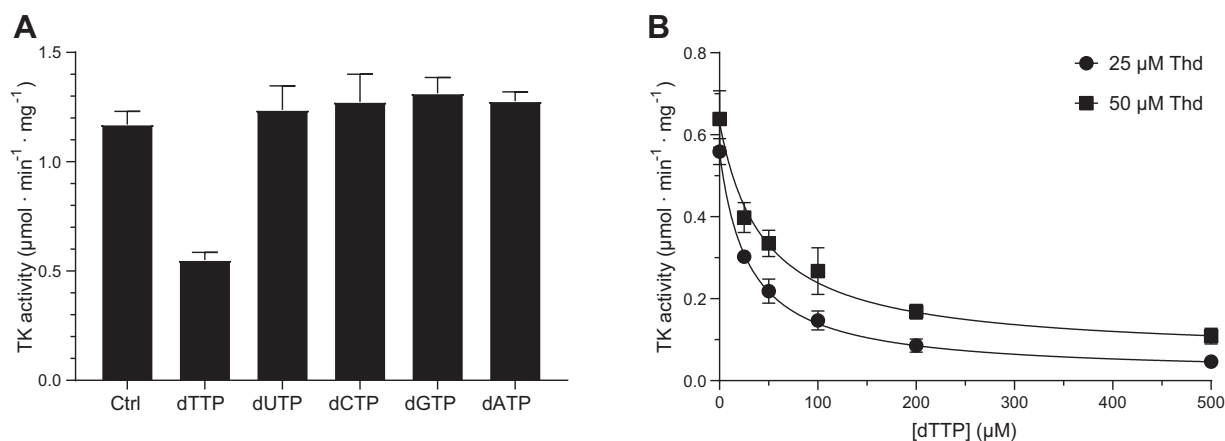 A
TK activity (µmol · min⁻¹ · mg⁻¹)
1.5
1.0
0.5
0.0
Ctrl dTTP dUTP dCTP dGTP dATP
B
TK activity (µmol · min⁻¹ · mg⁻¹)
0.8
0.6
0.4
0.2
0.0
25 µM Thd
50 µM Thd
0 100 200 300 400 500
[dTTP] (µM)